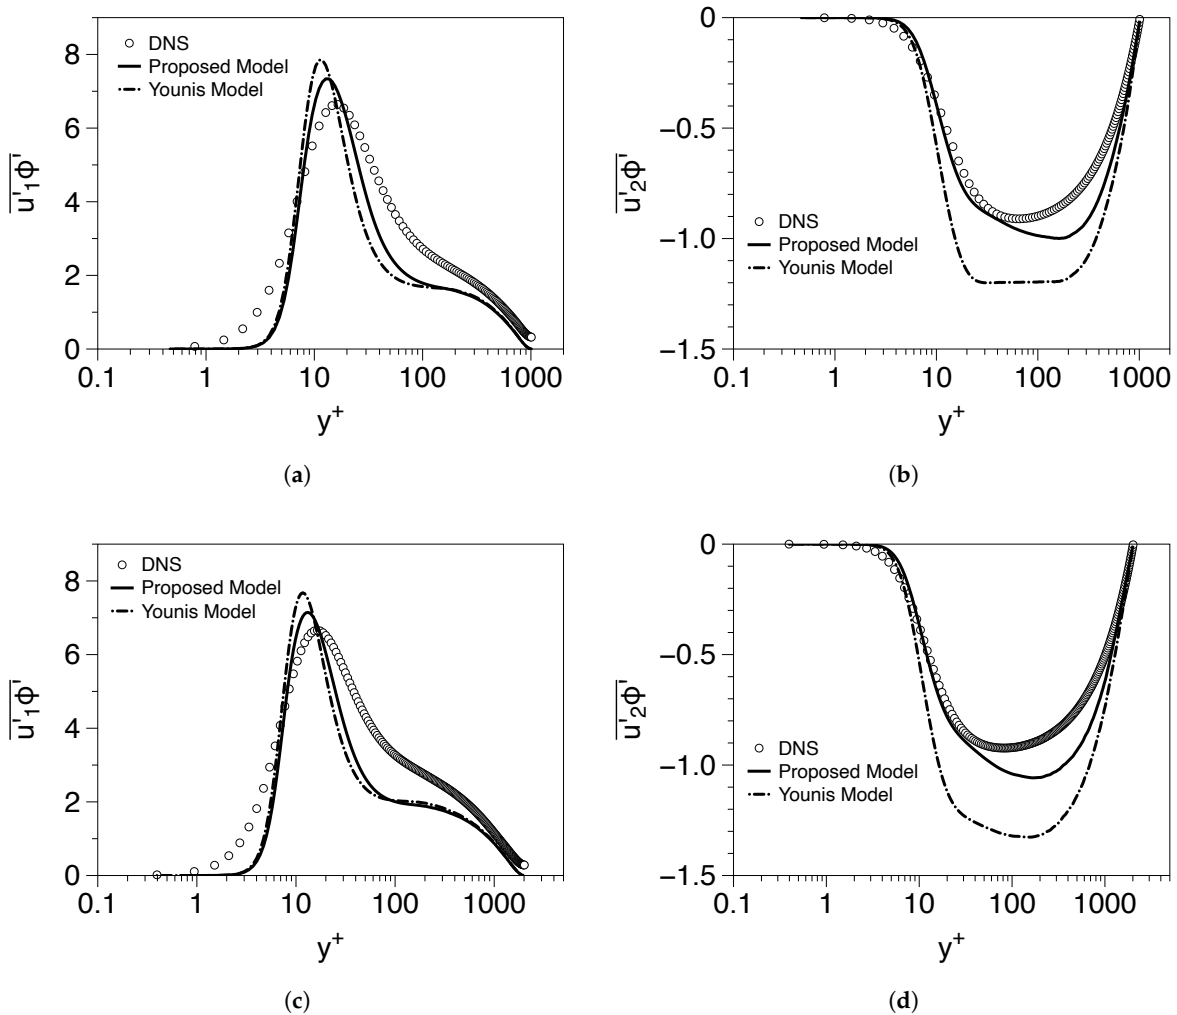 8
6
4
2
0
DNS
Proposed Model
Younis Model
u'₁ϕ'
0.1 1 10 100 1000
y⁺
(a)
0
−0.5
−1.0
−1.5
DNS
Proposed Model
Younis Model
u'₂ϕ'
0.1 1 10 100 1000
y⁺
(b)
8
6
4
2
0
DNS
Proposed Model
Younis Model
u'₁ϕ'
0.1 1 10 100 1000
y⁺
(c)
0
−0.5
−1.0
−1.5
DNS
Proposed Model
Younis Model
u'₂ϕ'
0.1 1 10 100 1000
y⁺
(d)